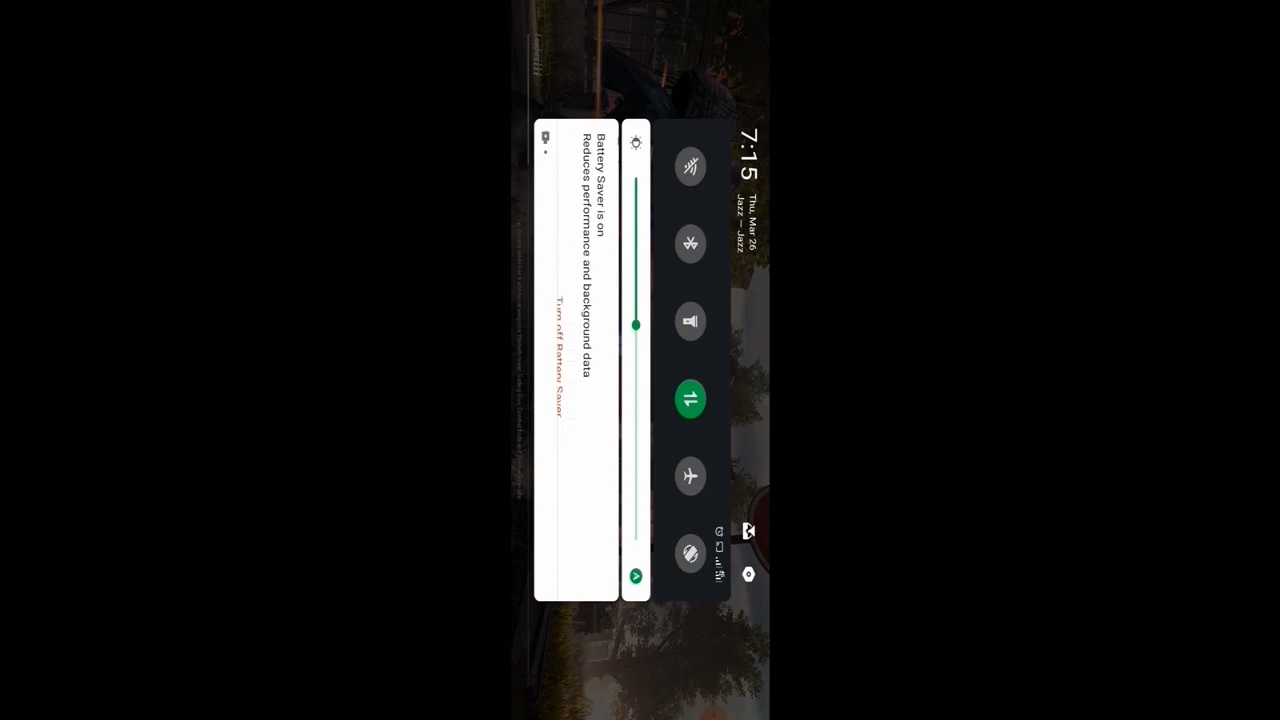 7:15
Thu, Mar 26
Jazz — Jazz
A
Battery Saver is on
Reduces performance and background data
Turn off Battery Saver